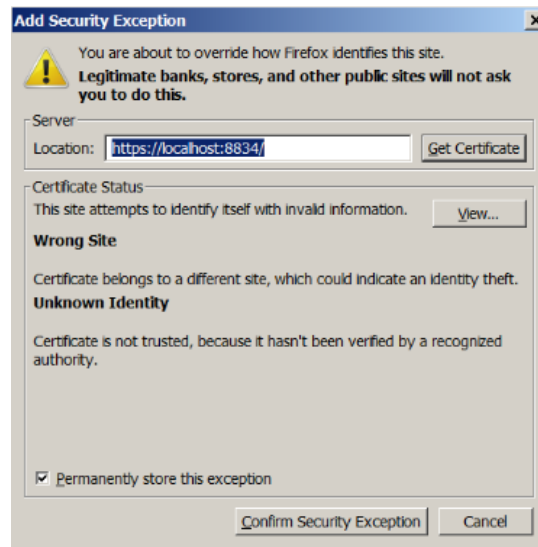 Add Security Exception
You are about to override how Firefox identifies this site.
Legitimate banks, stores, and other public sites will not ask
you to do this.
Server
Location: https://localhost:8834/ Get Certificate
Certificate Status
This site attempts to identify itself with invalid information. View...
Wrong Site
Certificate belongs to a different site, which could indicate an identity theft.
Unknown Identity
Certificate is not trusted, because it hasn't been verified by a recognized
authority.
Permanently store this exception
Confirm Security Exception Cancel